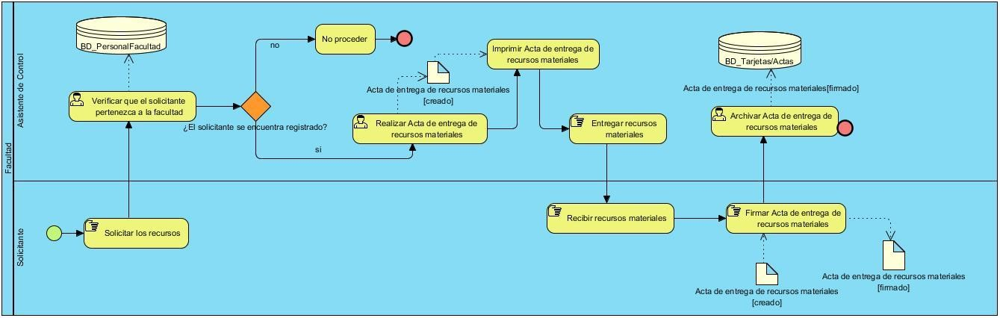 Facultad
Asistente de Control
BD_PersonalFacultad
Verificar que el solicitante
pertenezca a la facultad
¿El solicitante se encuentra registrado?
no
No proceder
si
Realizar Acta de entrega de
recursos materiales
Acta de entrega de recursos materiales
[creado]
Imprimir Acta de entrega de
recursos materiales
Entregar recursos
materiales
BD_Tarjetas/Actas
Acta de entrega de recursos materiales[firmado]
Archivar Acta de entrega de
recursos materiales
Solicitante
Solicitar los recursos
Recibir recursos materiales
Firmar Acta de entrega de
recursos materiales
Acta de entrega de recursos materiales
[creado]
Acta de entrega de recursos materiales
[firmado]